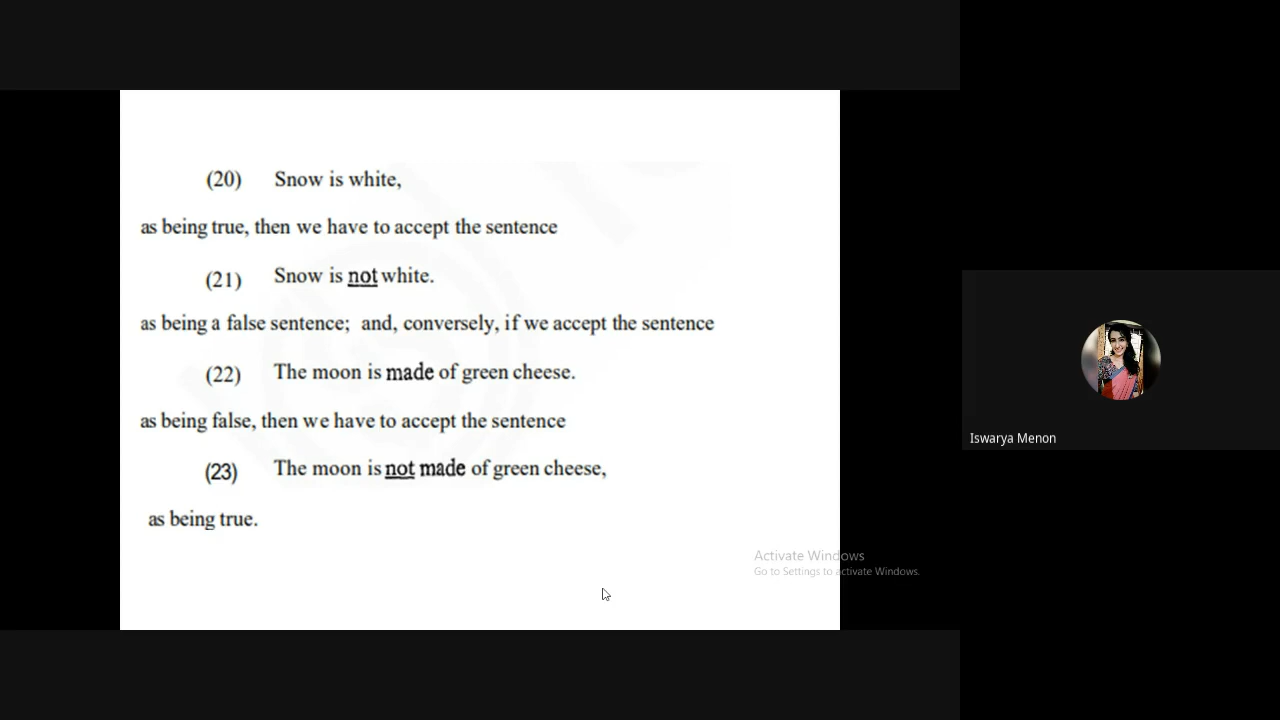 (20) Snow is white,
as being true, then we have to accept the sentence
(21) Snow is not white.
as being a false sentence; and, conversely, if we accept the sentence
(22) The moon is made of green cheese.
as being false, then we have to accept the sentence
(23) The moon is not made of green cheese,
as being true.
Activate Windows
Go to Settings to activate Windows.
Iswarya Menon